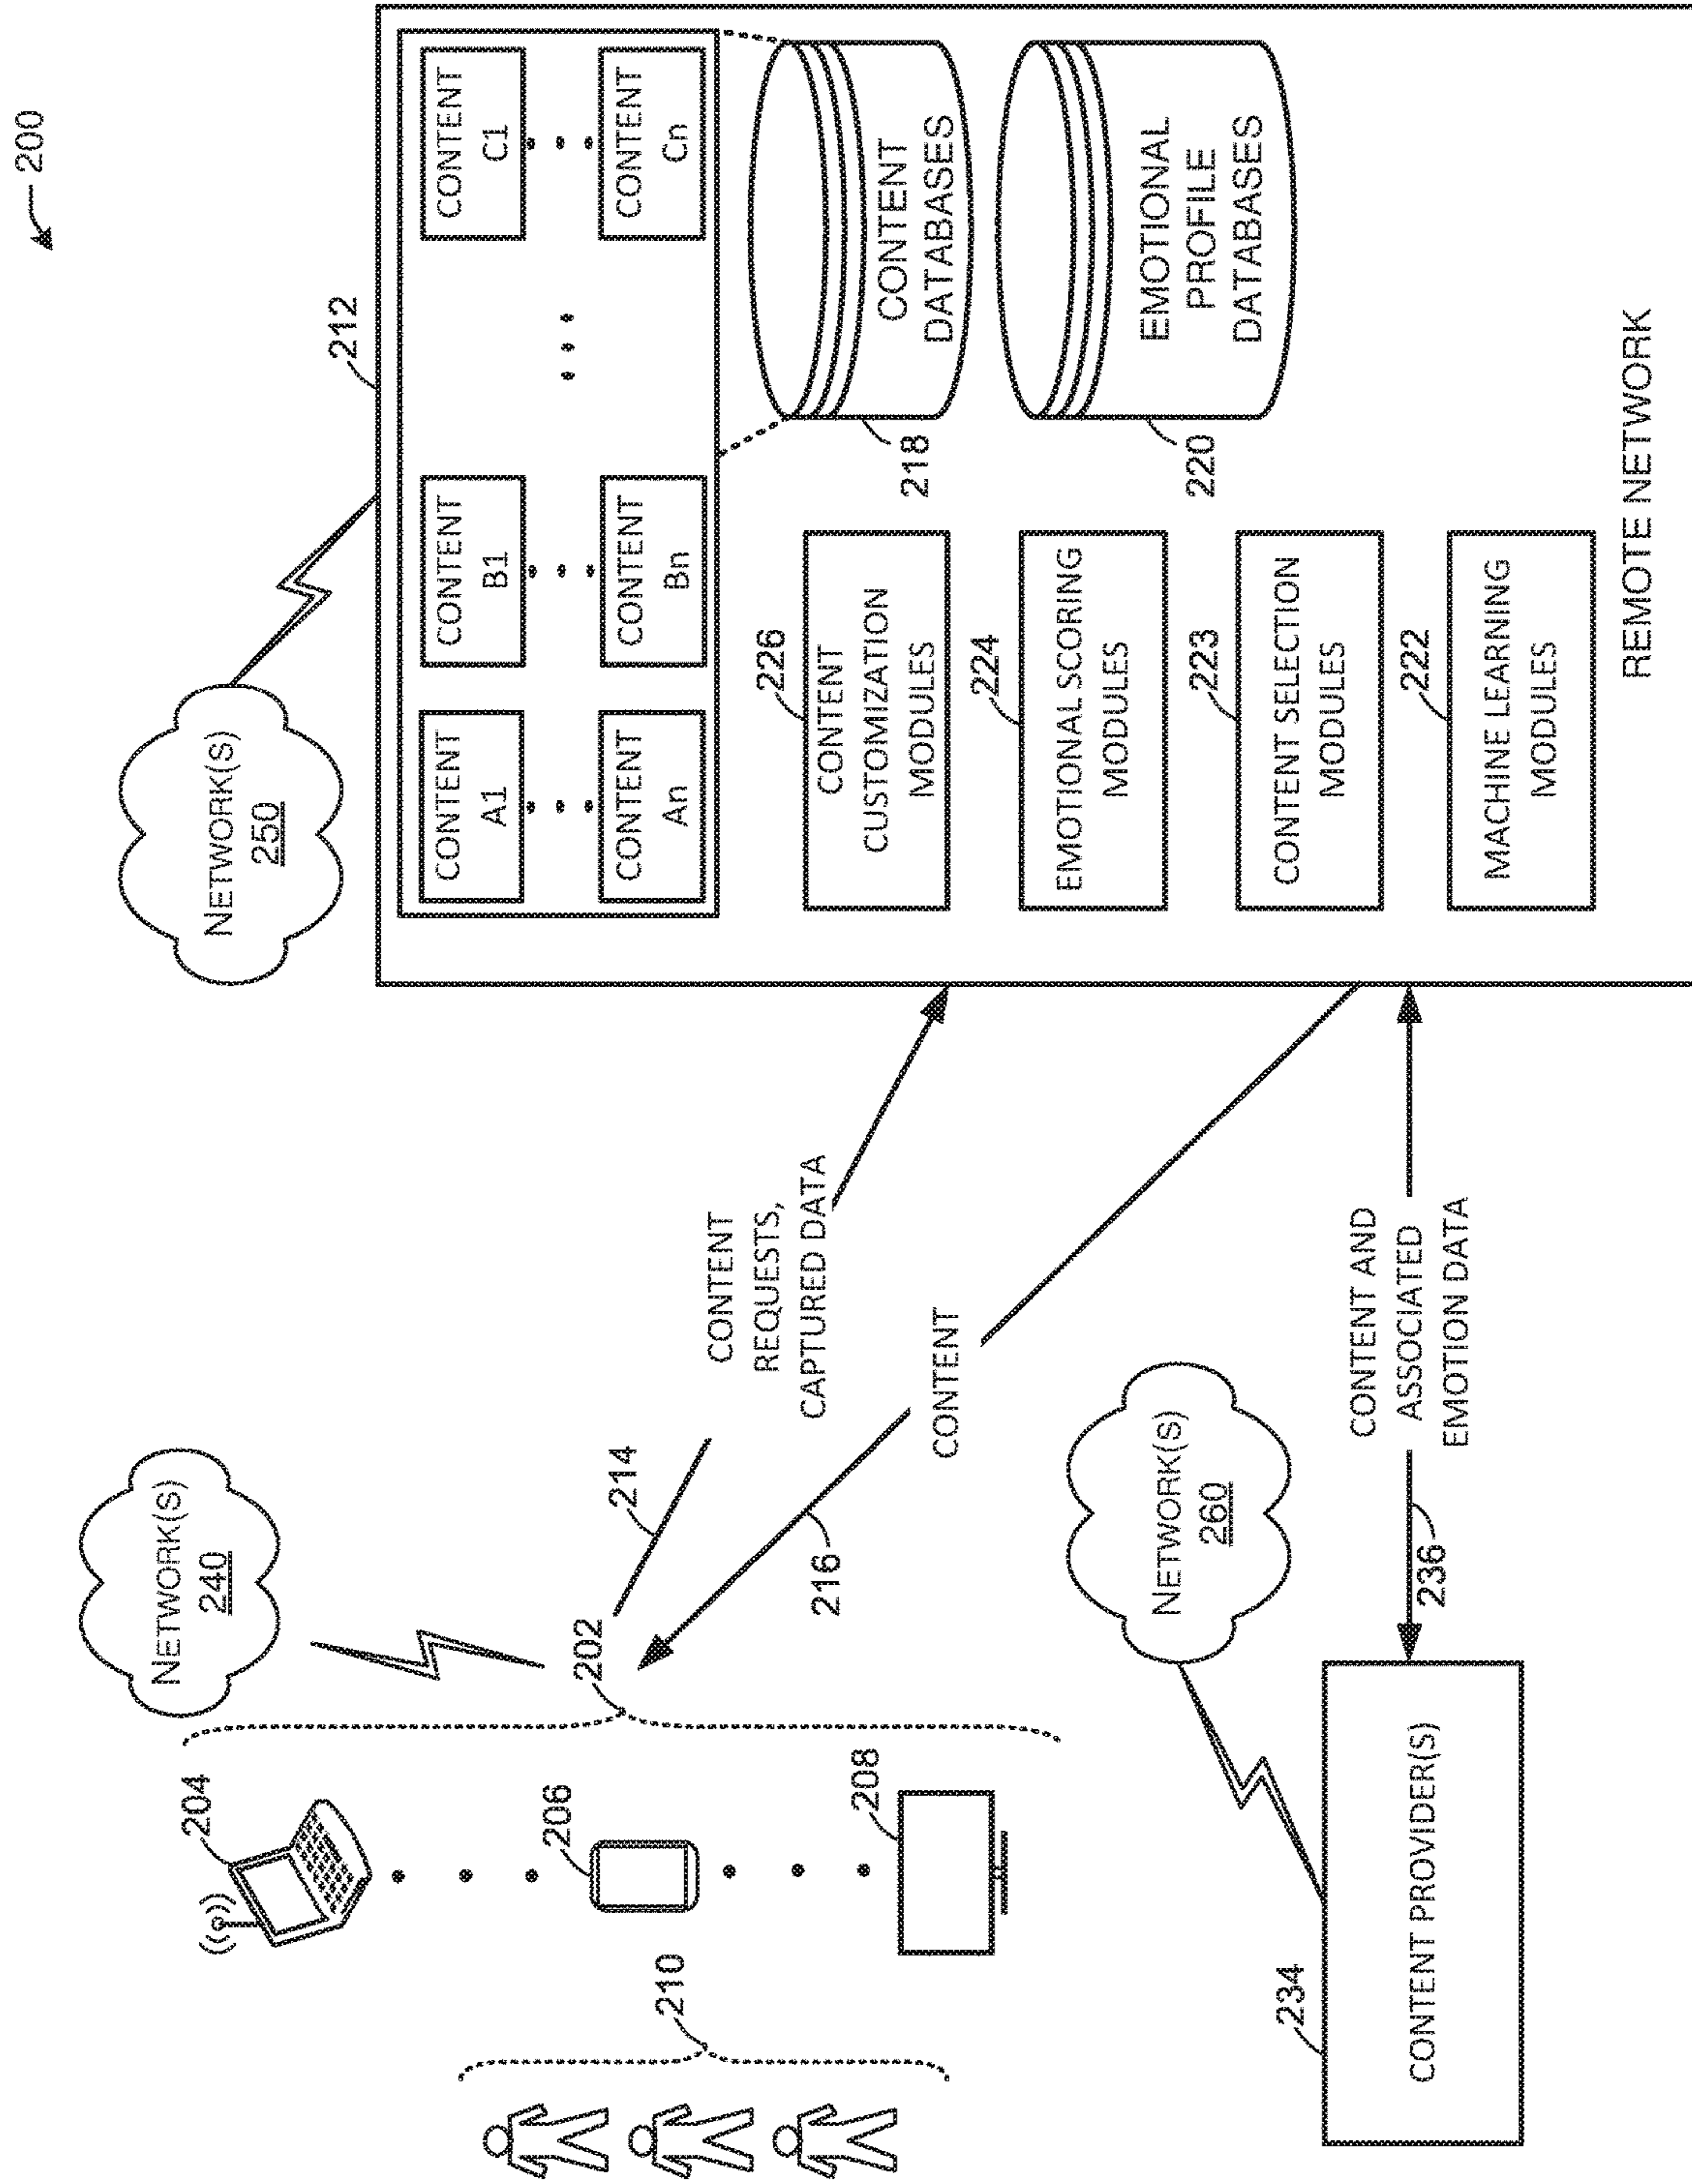 200
NETWORK(S)
240
NETWORK(S)
250
204
206
208
202
210
214
CONTENT
REQUESTS,
CAPTURED DATA
216
CONTENT
212
CONTENT
A1
CONTENT
An
CONTENT
B1
CONTENT
Bn
CONTENT
C1
CONTENT
Cn
226
CONTENT
CUSTOMIZATION
MODULES
218
CONTENT
DATABASES
224
EMOTIONAL SCORING
MODULES
220
EMOTIONAL
PROFILE
DATABASES
223
CONTENT SELECTION
MODULES
222
MACHINE LEARNING
MODULES
REMOTE NETWORK
NETWORK(S)
260
234
CONTENT PROVIDER(S)
236
CONTENT AND
ASSOCIATED
EMOTION DATA